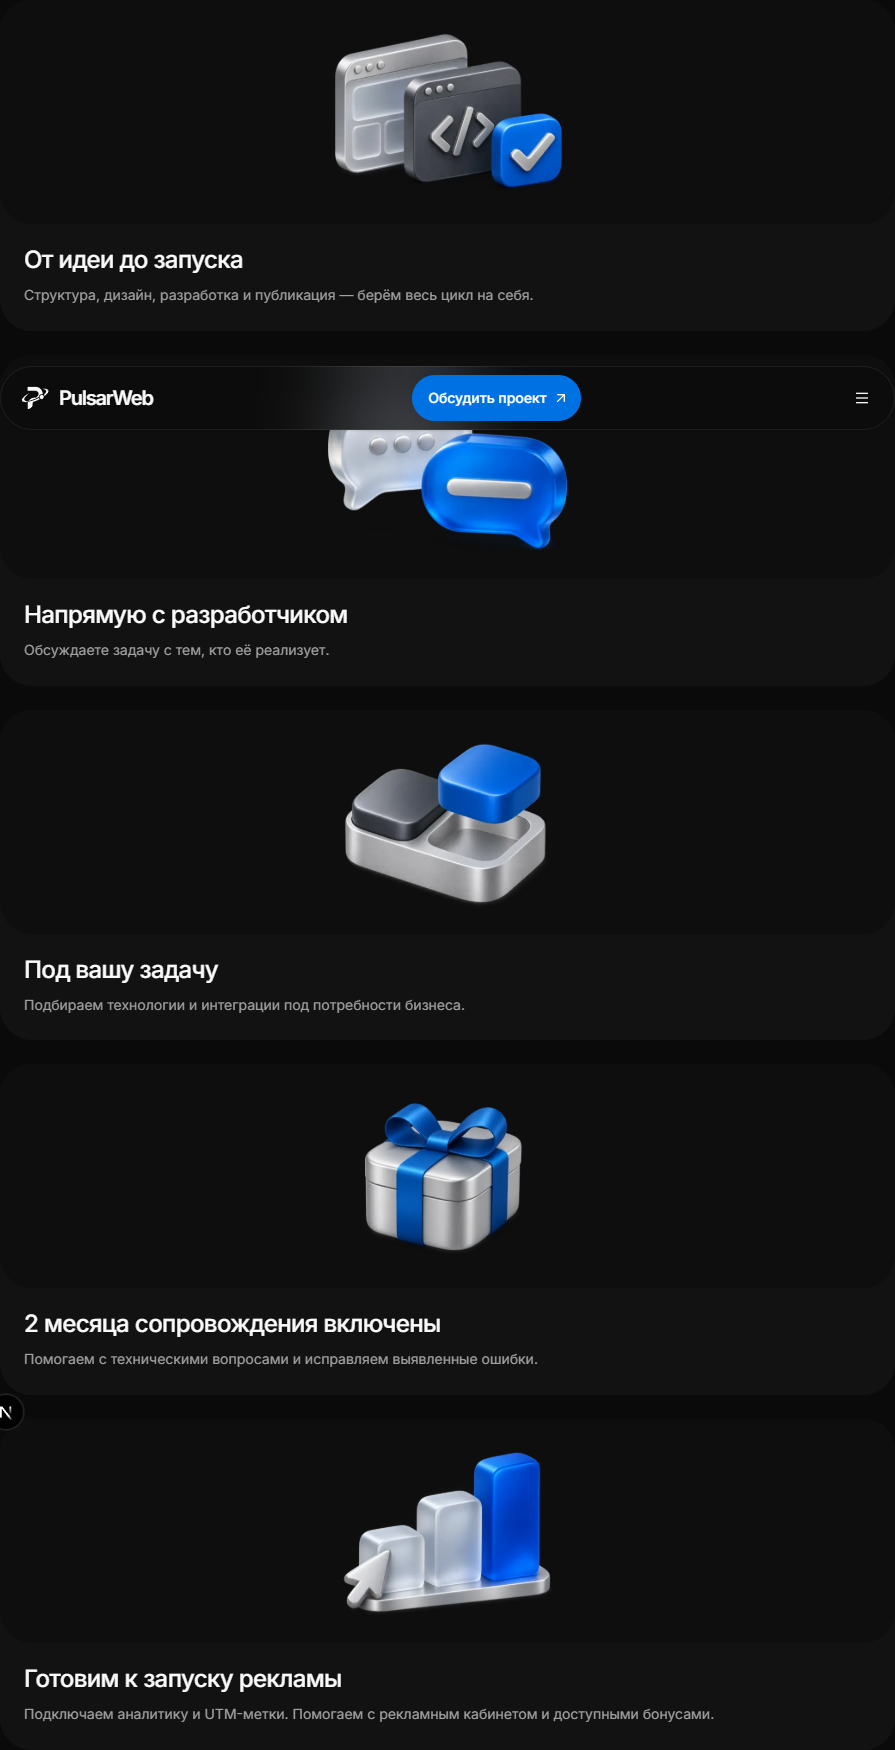 </>
От идеи до запуска
Структура, дизайн, разработка и публикация — берём весь цикл на себя.
PulsarWeb
Обсудить проект
Напрямую с разработчиком
Обсуждаете задачу с тем, кто её реализует.
Под вашу задачу
Подбираем технологии и интеграции под потребности бизнеса.
2 месяца сопровождения включены
Помогаем с техническими вопросами и исправляем выявленные ошибки.
N
Готовим к запуску рекламы
Подключаем аналитику и UTM-метки. Помогаем с рекламным кабинетом и доступными бонусами.